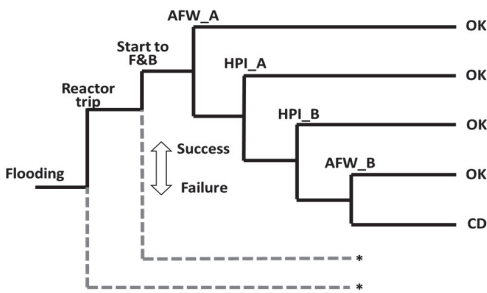 AFW_A
OK
Start to
F&B
HPI_A
OK
Reactor
trip
HPI_B
OK
Success
Flooding
AFW_B
OK
Failure
CD
*
*